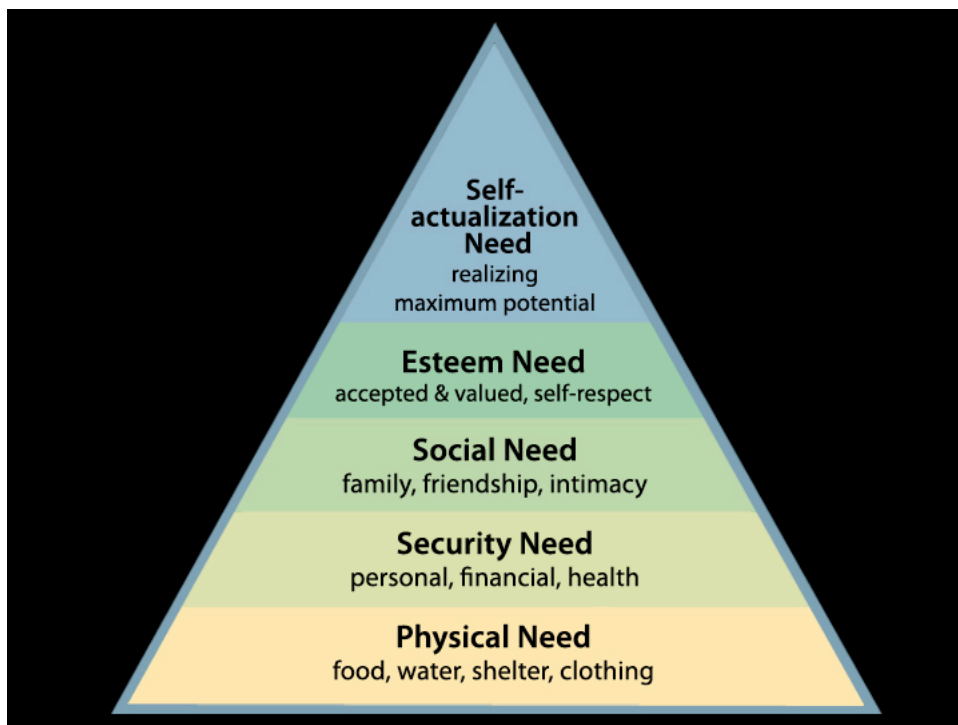 Self-
actualization
Need
realizing
maximum potential
Esteem Need
accepted & valued, self-respect
Social Need
family, friendship, intimacy
Security Need
personal, financial, health
Physical Need
food, water, shelter, clothing